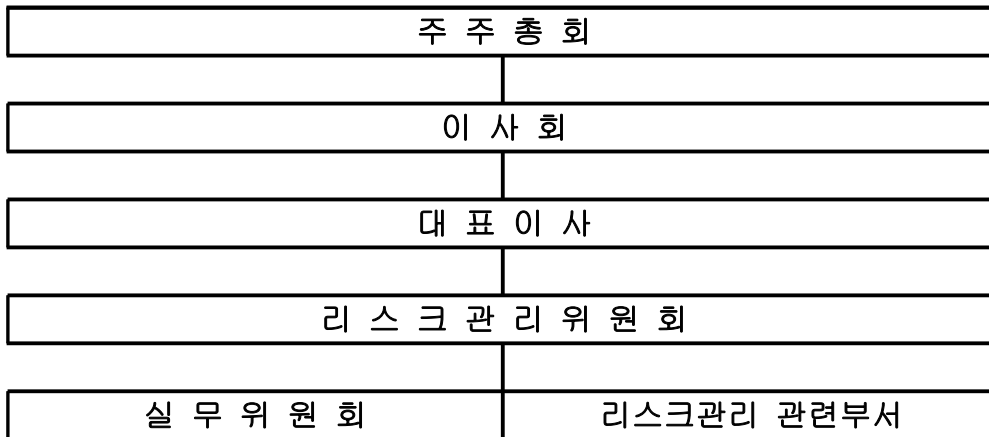 주 주 총 회
이 사 회
대 표 이 사
리 스 크 관 리 위 원 회
실 무 위 원 회
리스크관리 관련부서